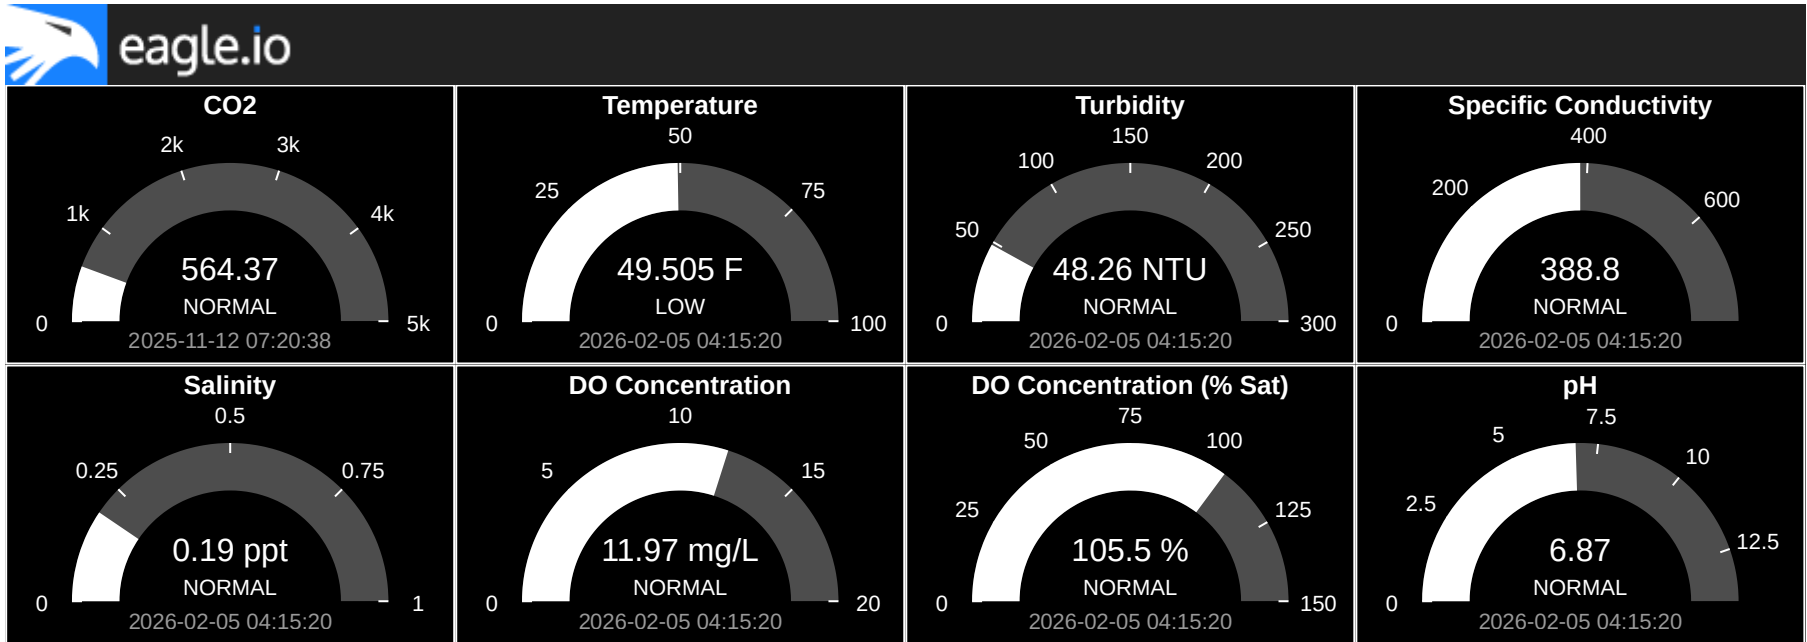 eagle.io
CO2
0
1k
2k
3k
4k
5k
564.37
NORMAL
2025-11-12 07:20:38
Temperature
0
25
50
75
100
49.505 F
LOW
2026-02-05 04:15:20
Turbidity
0
50
100
150
200
250
300
48.26 NTU
NORMAL
2026-02-05 04:15:20
Specific Conductivity
0
200
400
600
388.8
NORMAL
2026-02-05 04:15:20
Salinity
0
0.25
0.5
0.75
1
0.19 ppt
NORMAL
2026-02-05 04:15:20
DO Concentration
0
5
10
15
20
11.97 mg/L
NORMAL
2026-02-05 04:15:20
DO Concentration (% Sat)
0
25
50
75
100
125
150
105.5 %
NORMAL
2026-02-05 04:15:20
pH
0
2.5
5
7.5
10
12.5
6.87
NORMAL
2026-02-05 04:15:20